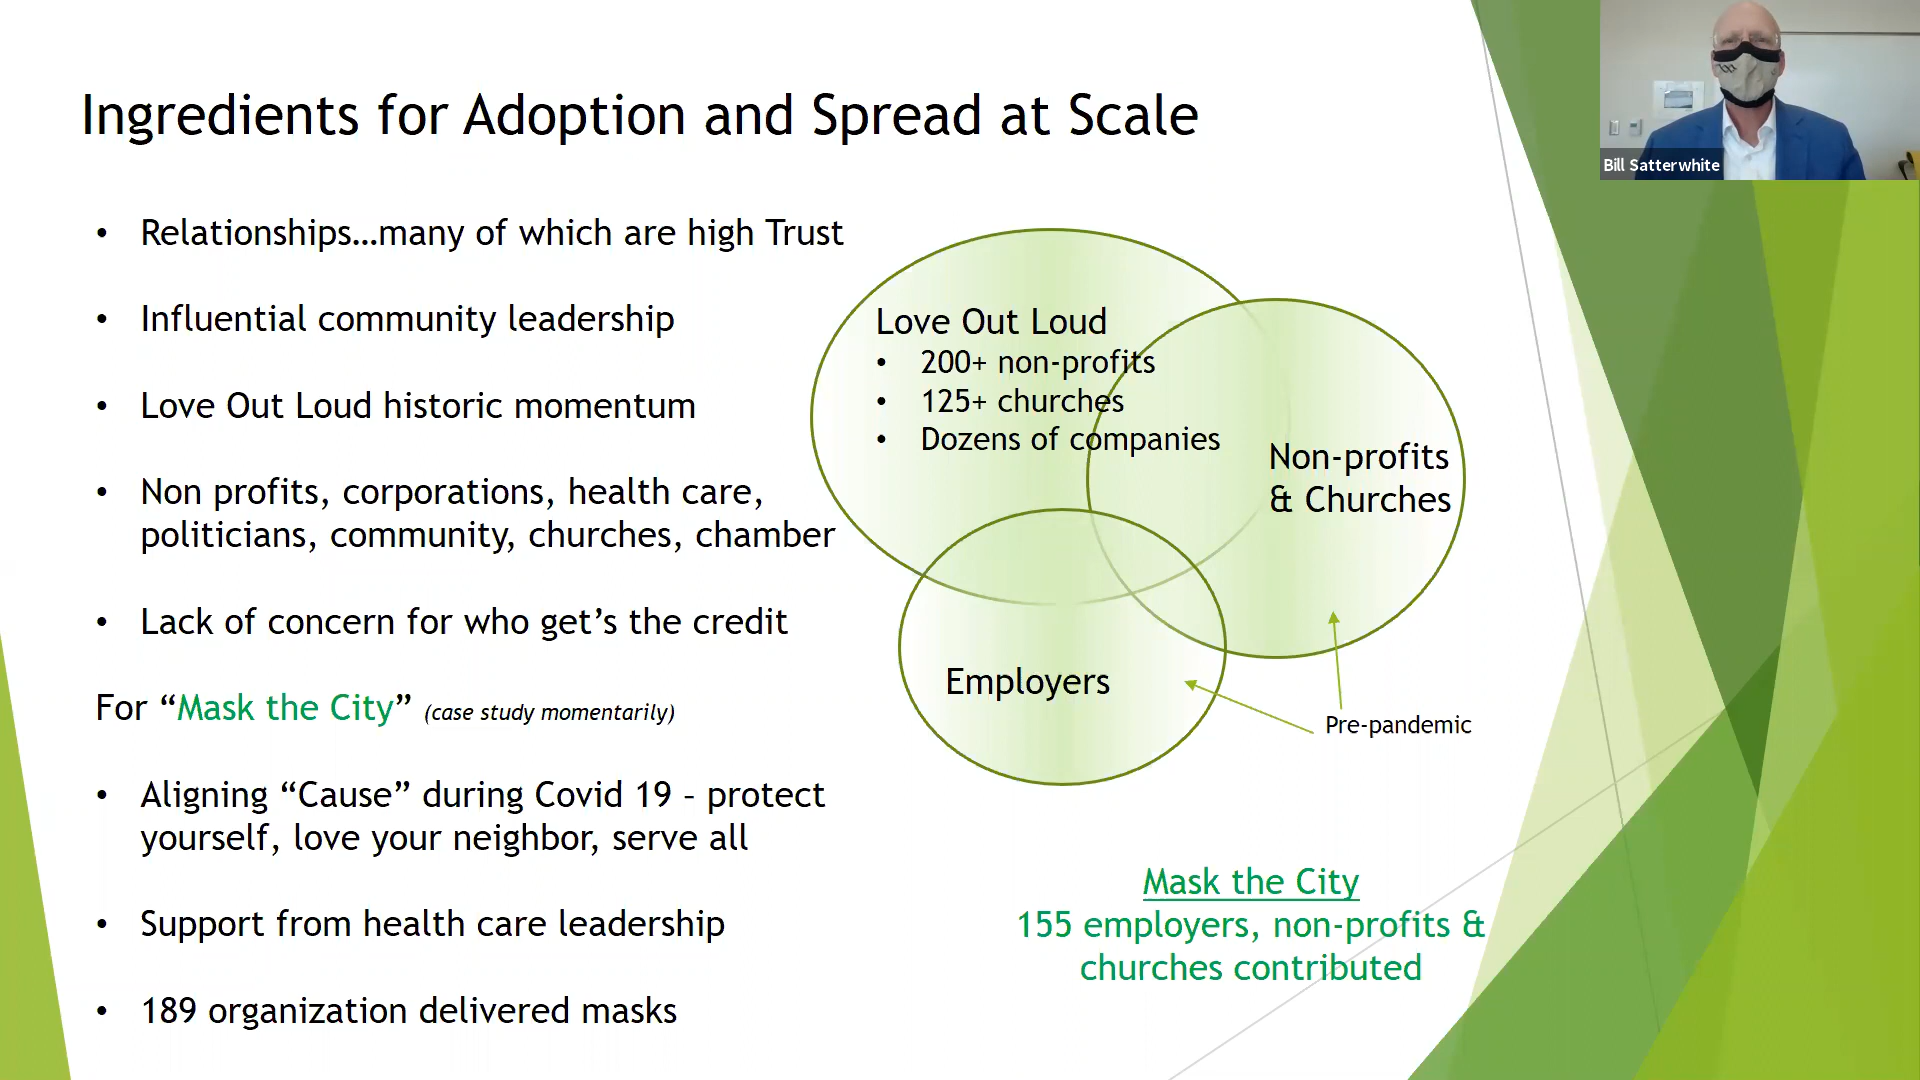 Ingredients for Adoption and Spread at Scale
• Relationships…many of which are high Trust
• Influential community leadership
• Love Out Loud historic momentum
• Non profits, corporations, health care,
politicians, community, churches, chamber
• Lack of concern for who get’s the credit
For “Mask the City” (case study momentarily)
• Aligning “Cause” during Covid 19 – protect
yourself, love your neighbor, serve all
• Support from health care leadership
• 189 organization delivered masks
Love Out Loud
• 200+ non-profits
• 125+ churches
• Dozens of companies
Non-profits
& Churches
Employers
Pre-pandemic
Mask the City
155 employers, non-profits &
churches contributed
Bill Satterwhite